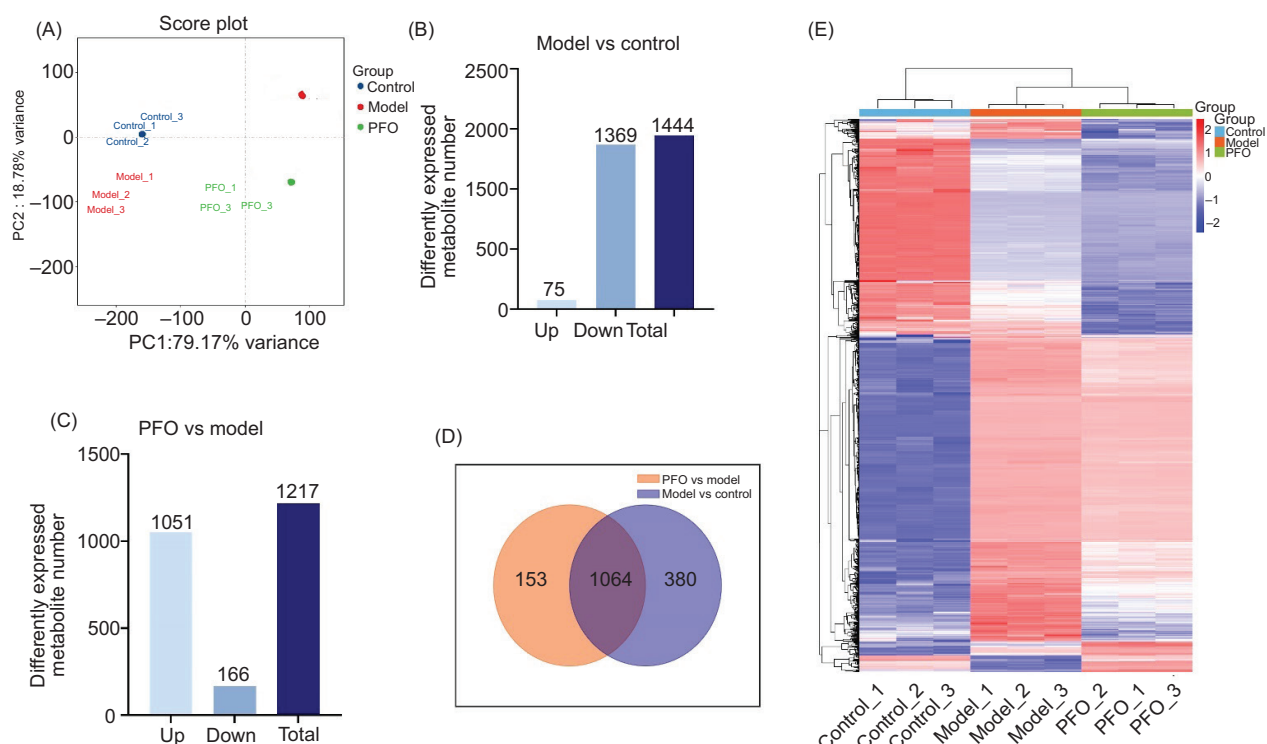 (A)
Score plot
PC2 : 18.78% variance
100
0
–100
–200
Control_3
Control_1
Control_2
Model_1
Model_2
Model_3
PFO_1
PFO_3
PFO_3
–200
–100
0
100
PC1:79.17% variance
Group
Control
Model
PFO
(B)
Model vs control
Differently expressed
metabolite number
2500
2000
1500
1000
500
0
75
1369
1444
Up
Down
Total
(C)
PFO vs model
Differently expressed
metabolite number
1500
1000
500
0
1051
166
1217
Up
Down
Total
(D)
PFO vs model
Model vs control
153
1064
380
(E)
Group
Group
Control
Model
PFO
2
1
0
–1
–2
Control_1
Control_2
Control_3
Model_1
Model_2
Model_3
PFO_2
PFO_1
PFO_3